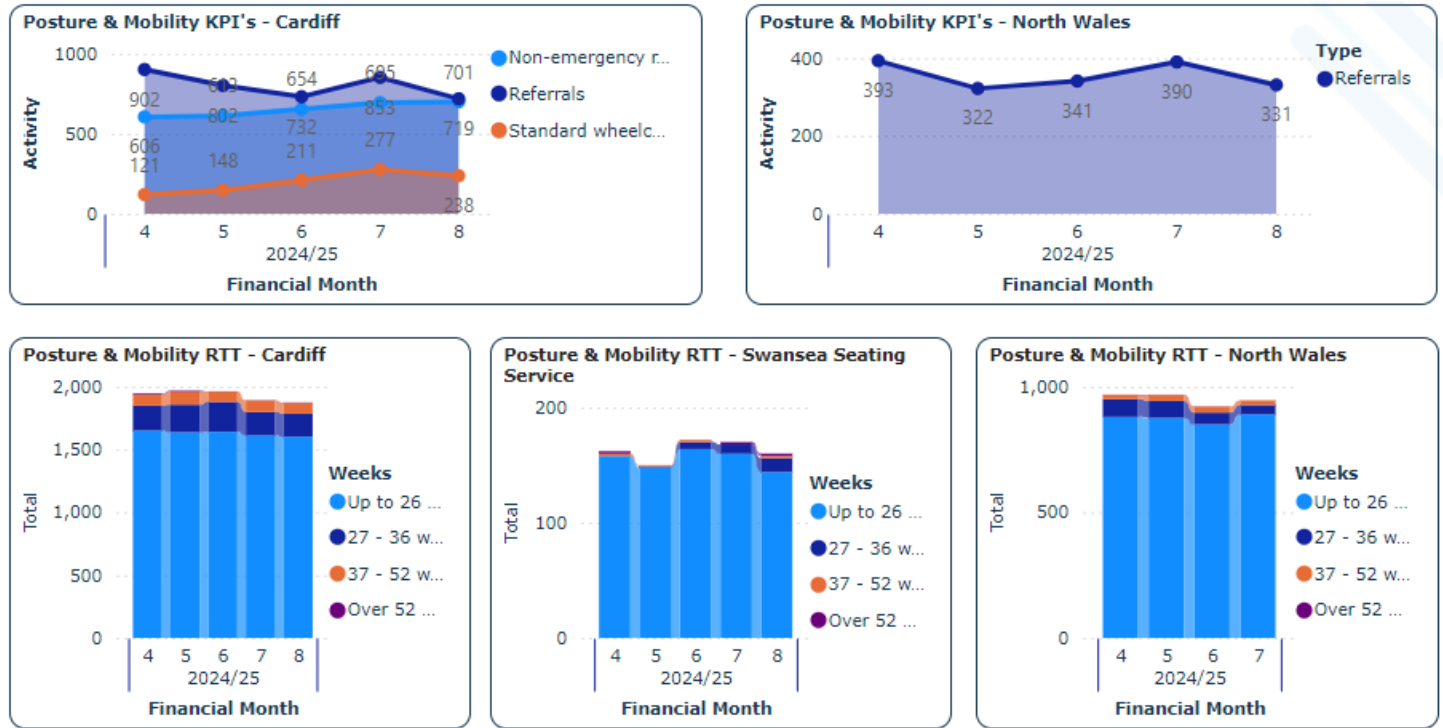 Posture & Mobility KPI's - Cardiff
1000
500
0
Activity
902
606
121
603
802
148
654
732
211
695
853
277
701
719
238
4 5 6 7 8
2024/25
Financial Month
Non-emergency r...
Referrals
Standard wheelc...
Posture & Mobility KPI's - North Wales
400
200
0
Activity
393
322
341
390
331
4 5 6 7 8
2024/25
Financial Month
Type
Referrals
Posture & Mobility RTT - Cardiff
2,000
1,500
1,000
500
0
Total
4 5 6 7 8
2024/25
Financial Month
Weeks
Up to 26 ...
27 - 36 w...
37 - 52 w...
Over 52 ...
Posture & Mobility RTT - Swansea Seating
Service
200
100
0
Total
4 5 6 7 8
2024/25
Financial Month
Weeks
Up to 26 ...
27 - 36 w...
37 - 52 w...
Over 52 ...
Posture & Mobility RTT - North Wales
1,000
500
0
Total
4 5 6 7
2024/25
Financial Month
Weeks
Up to 26 ...
27 - 36 w...
37 - 52 w...
Over 52 ...